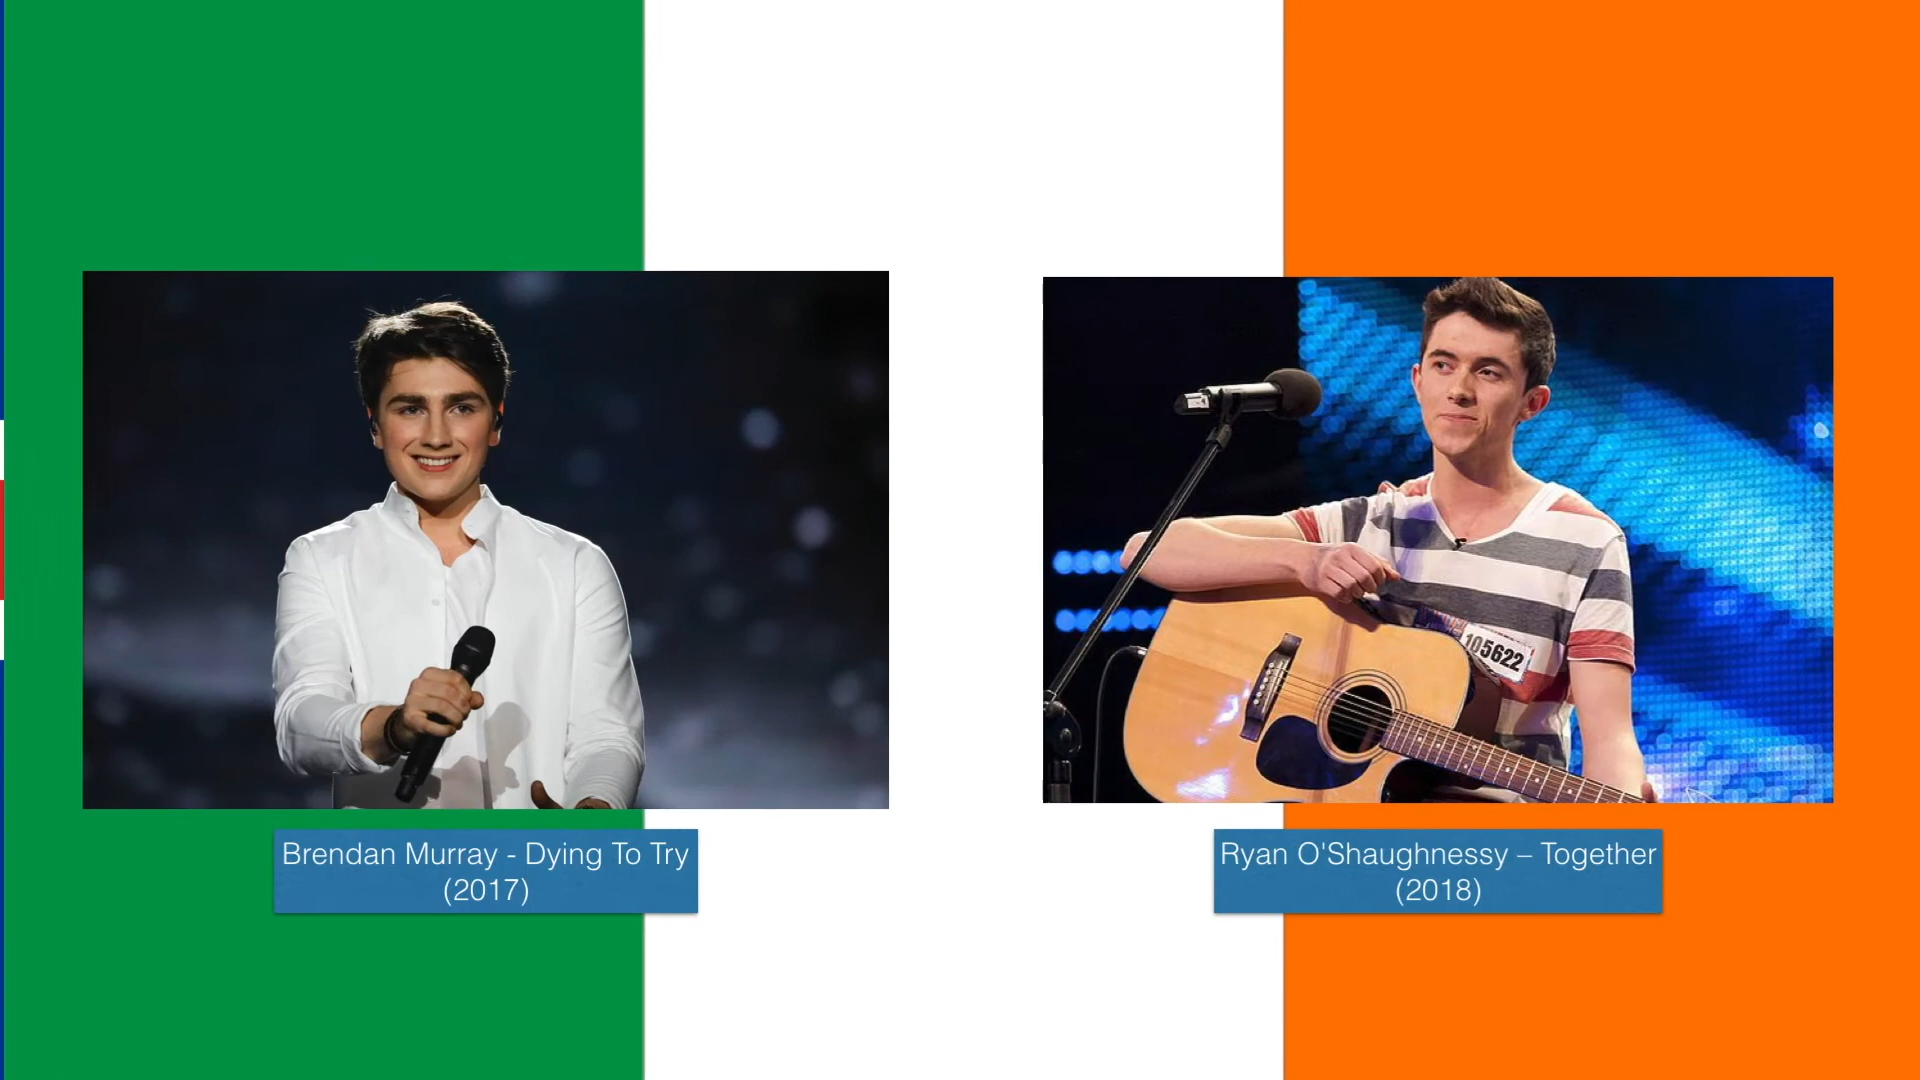 105622
Brendan Murray - Dying To Try
(2017)
Ryan O'Shaughnessy – Together
(2018)